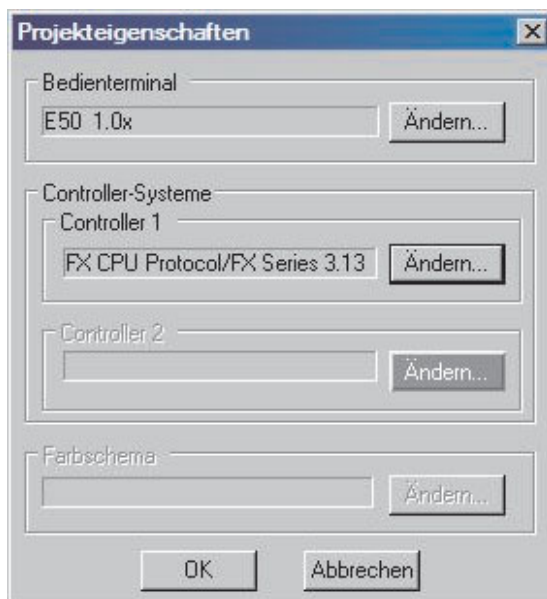 Projekteigenschaften
Bedienterminal
E50 1.0x
Ändern...
Controller-Systeme
Controller 1
FX CPU Protocol/FX Series 3.13
Ändern...
Controller 2
Ändern...
Farbschema
Ändern...
OK
Abbrechen